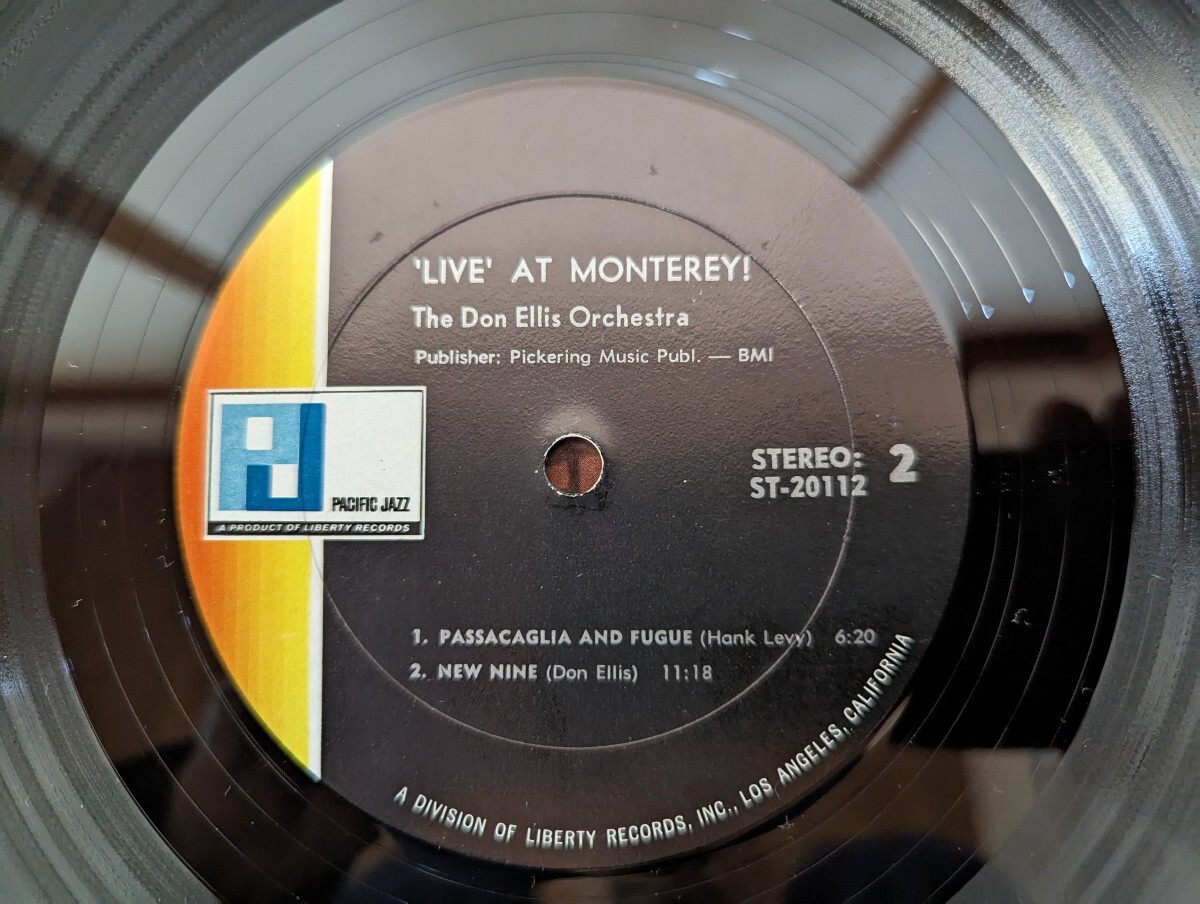 'LIVE' AT MONTEREY!
The Don Ellis Orchestra
Publisher: Pickering Music Publ. — BMI
PJ
PACIFIC JAZZ
A PRODUCT OF LIBERTY RECORDS
STEREO: 2
ST-20112
1. PASSACAGLIA AND FUGUE (Hank Levy) 6:20
2. NEW NINE (Don Ellis) 11:18
A DIVISION OF LIBERTY RECORDS, INC., LOS ANGELES, CALIFORNIA